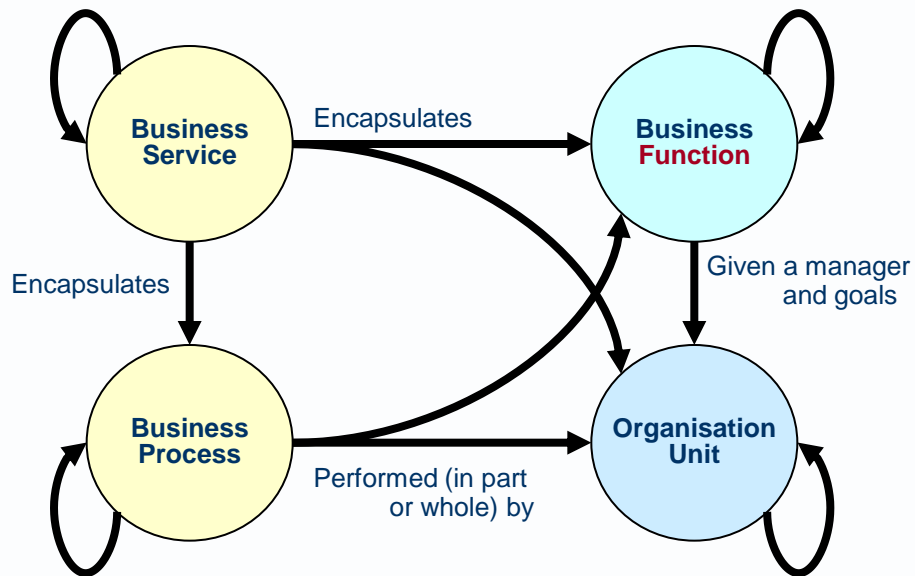 Business
Service
Encapsulates
Business
Function
Encapsulates
Given a manager
and goals
Business
Process
Performed (in part
or whole) by
Organisation
Unit